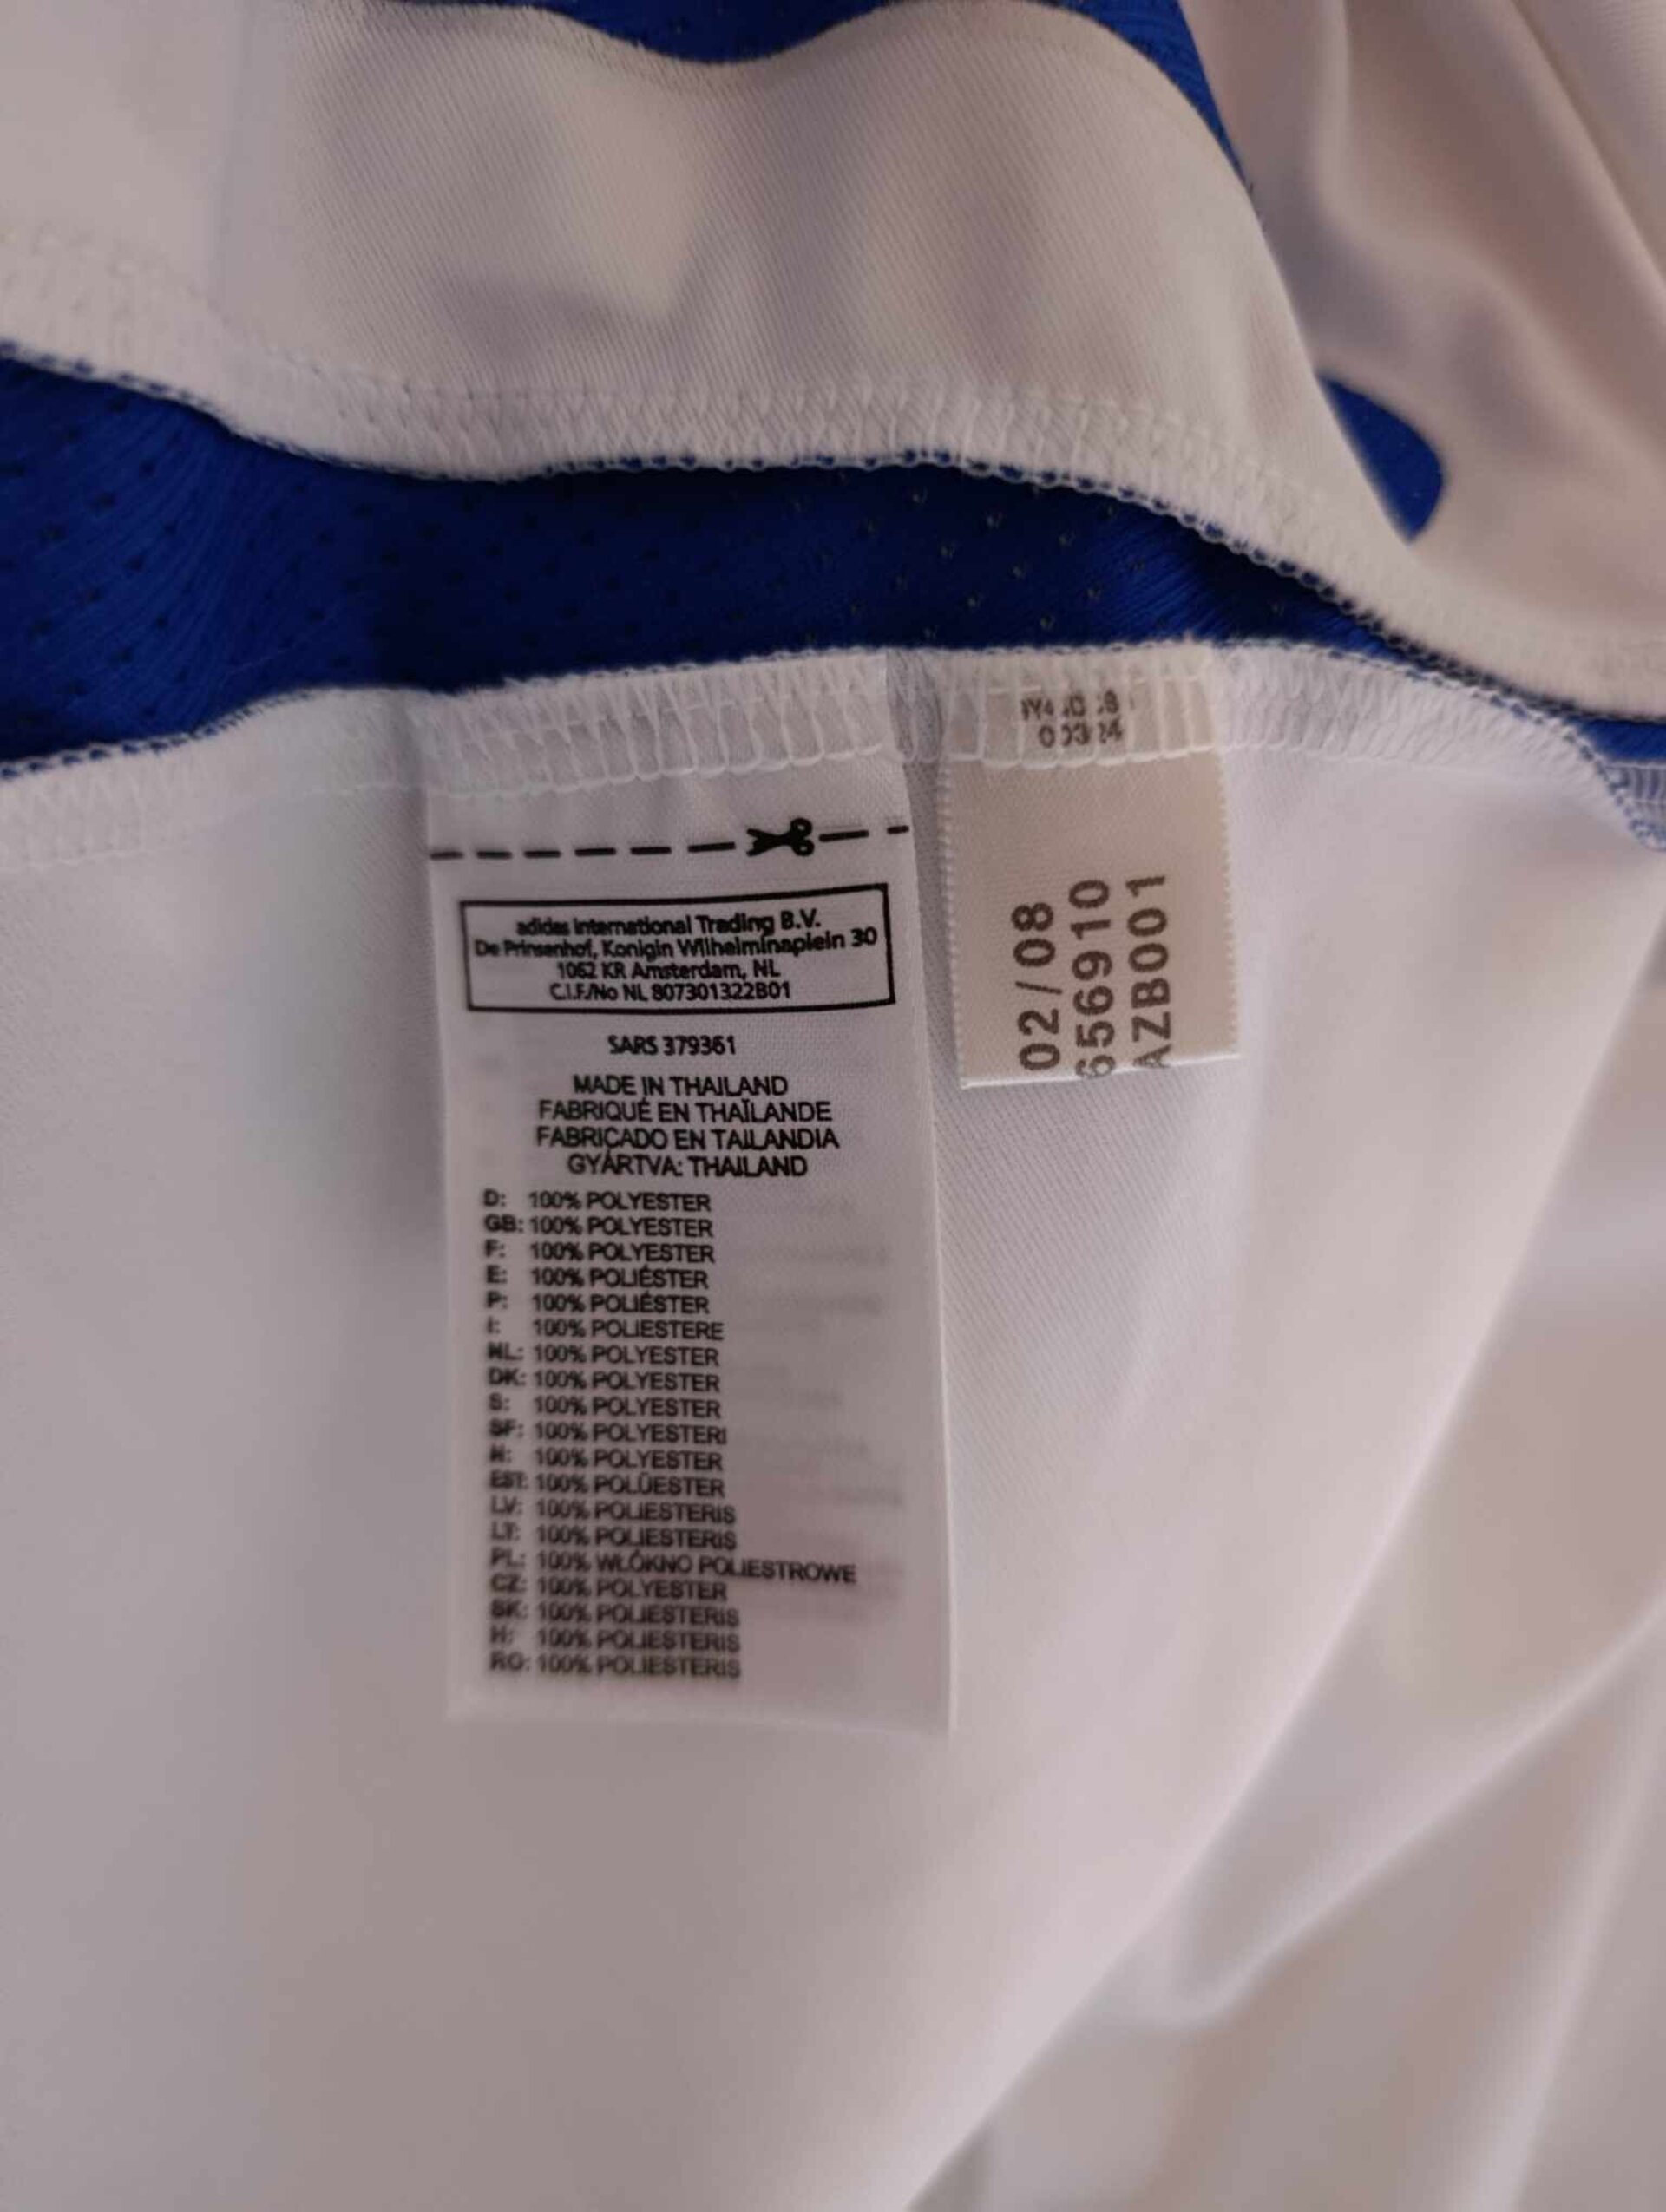 adidas International Trading B.V.
De Prinsenhof, Konigin Wilhelminaplein 30
1062 KR Amsterdam, NL
C.I.F./No NL 807301322B01
SARS 379361
MADE IN THAILAND
FABRIQUÉ EN THAÏLANDE
FABRICADO EN TAILANDIA
GYÁRTVA: THAILAND
D: 100% POLYESTER
GB: 100% POLYESTER
F: 100% POLYESTER
E: 100% POLIÉSTER
P: 100% POLIÉSTER
I: 100% POLIESTERE
NL: 100% POLYESTER
DK: 100% POLYESTER
S: 100% POLYESTER
SF: 100% POLYESTERI
N: 100% POLYESTER
EST: 100% POLÜESTER
LV: 100% POLIESTERIS
LT: 100% POLIESTERIS
PL: 100% WŁÓKNO POLIESTROWE
CZ: 100% POLYESTER
SK: 100% POLIESTERIS
H: 100% POLIESTERIS
RO: 100% POLIESTERIS
02/08
656910
AZB001